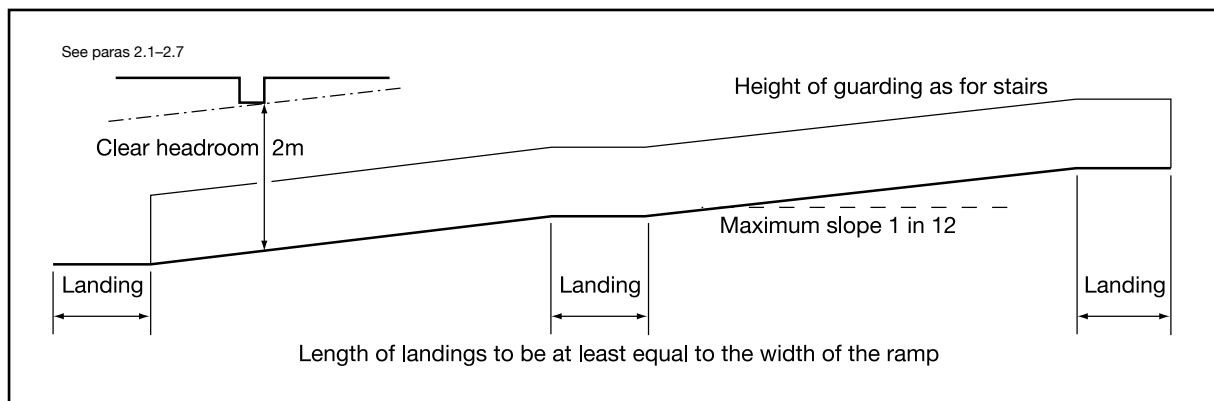 See paras 2.1–2.7
Height of guarding as for stairs
Clear headroom 2m
Maximum slope 1 in 12
Landing
Landing
Landing
Length of landings to be at least equal to the width of the ramp